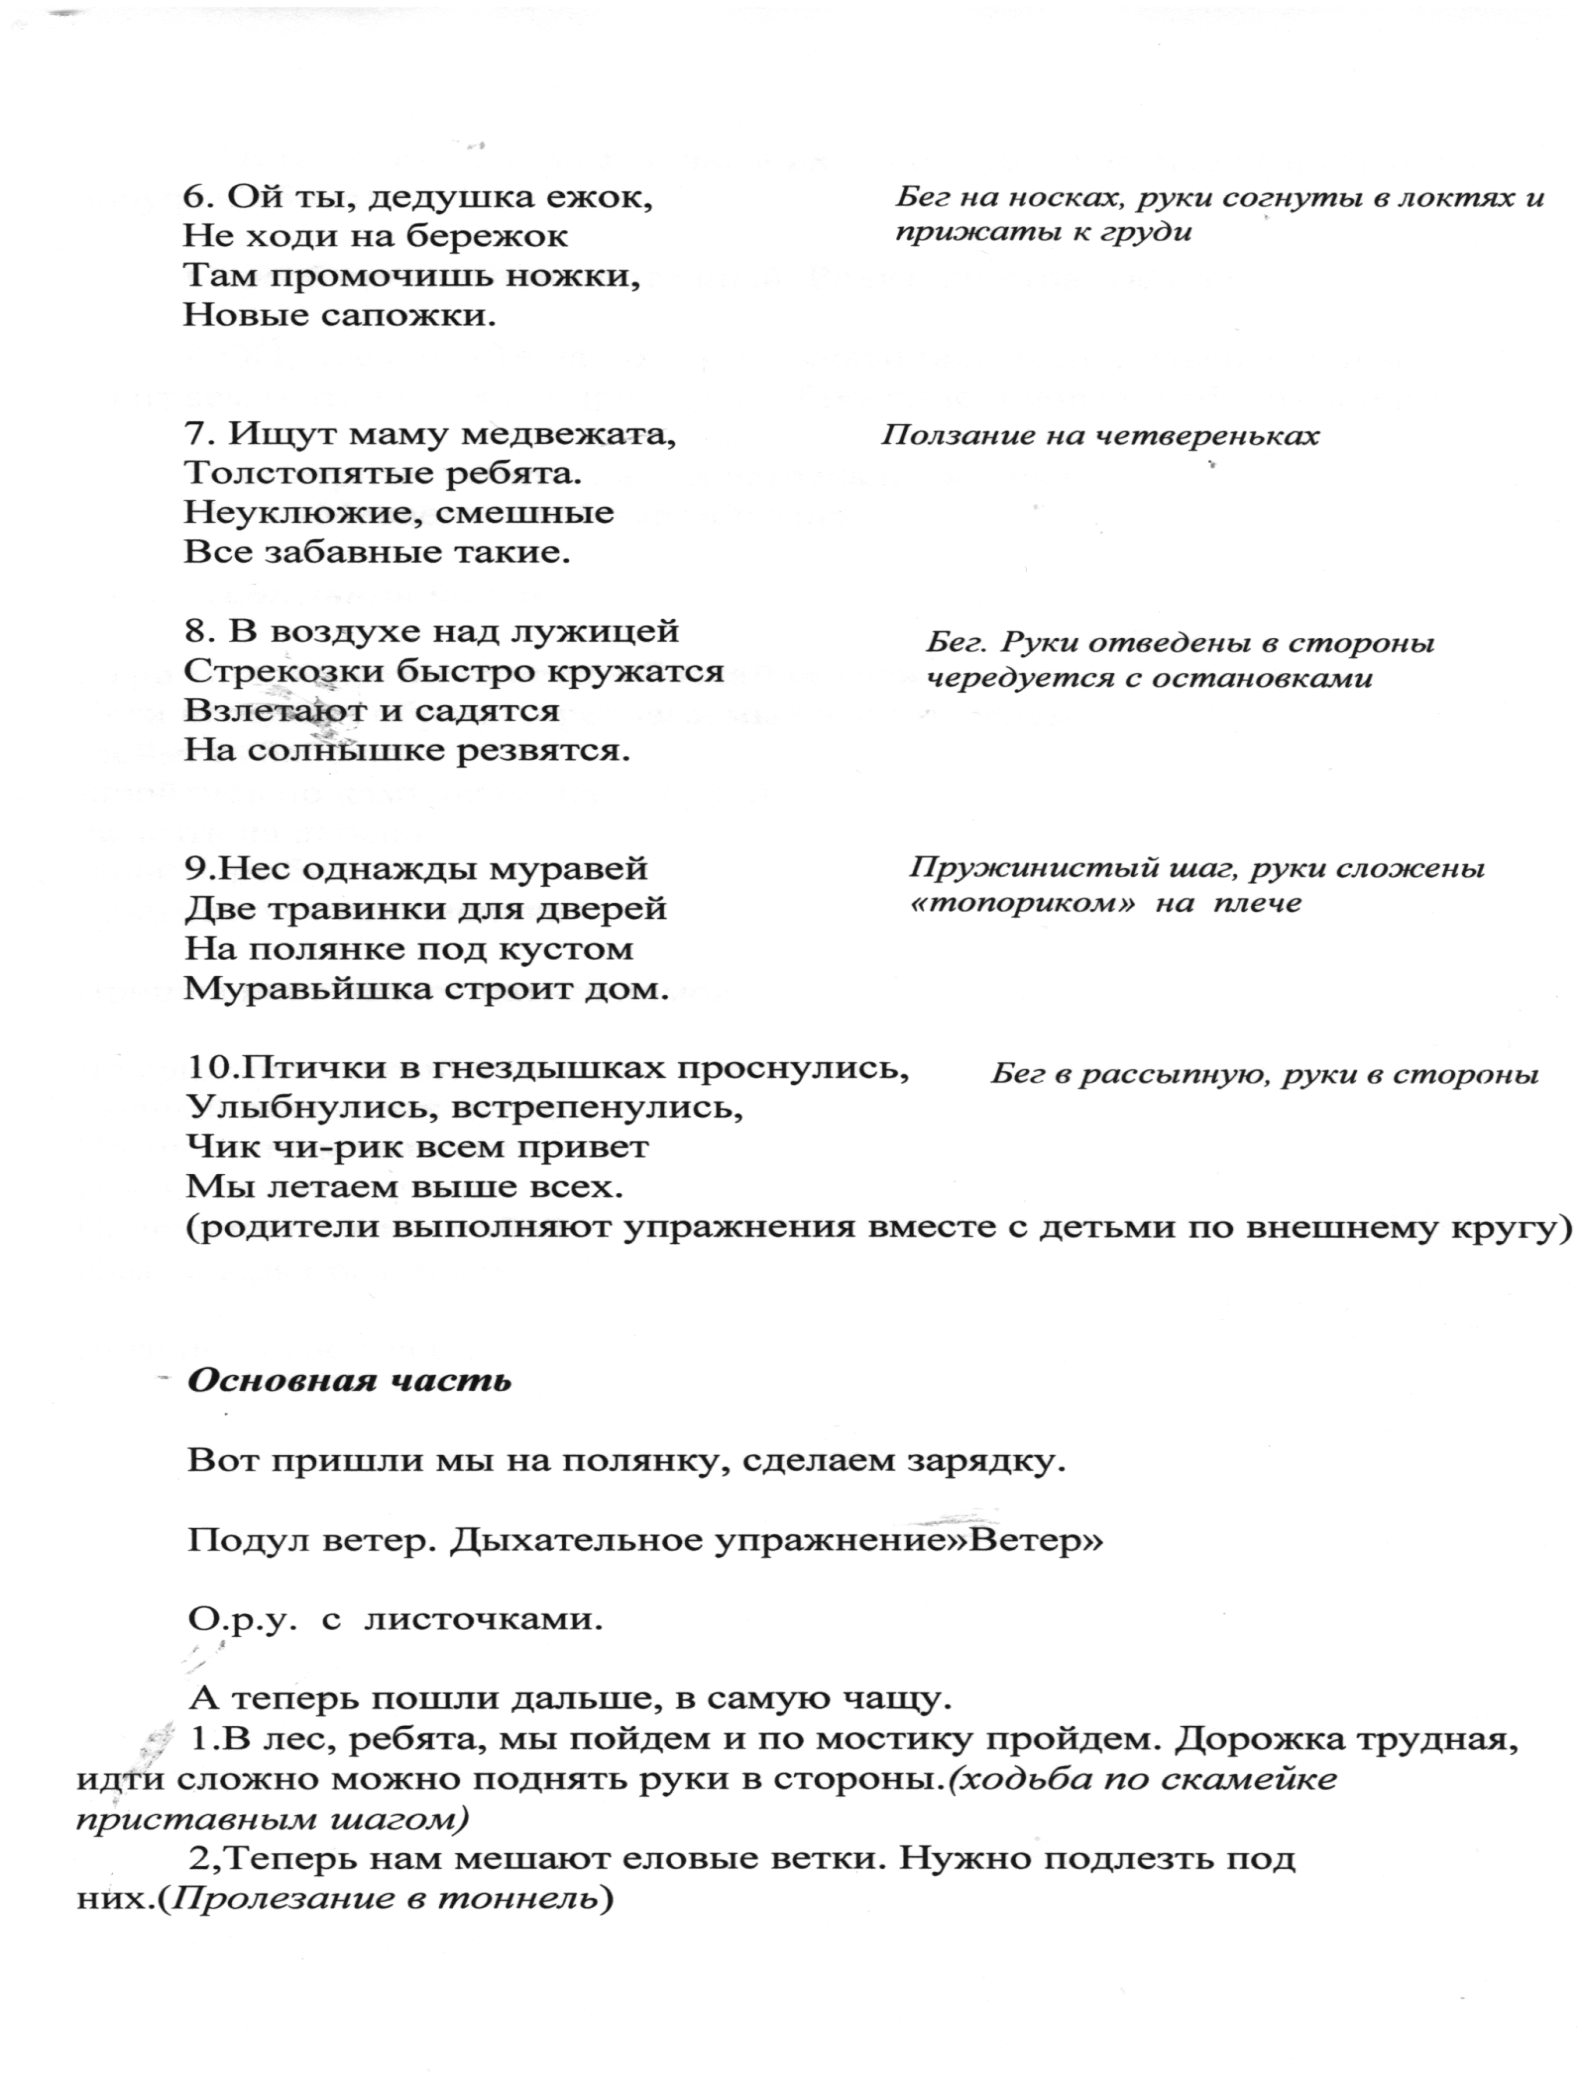 6. Ой ты, дедушка ежок,
Не ходи на бережок
Там промочишь ножки,
Новые сапожки.
Бег на носках, руки согнуты в локтях и
прижаты к груди
7. Ищут маму медвежата,
Толстопятые ребята.
Неуклюжие, смешные
Все забавные такие.
Ползание на четвереньках
8. В воздухе над лужицей
Стрекозки быстро кружатся
Взлетают и садятся
На солнышке резвятся.
Бег. Руки отведены в стороны
чередуется с остановками
9.Нес однажды муравей
Две травинки для дверей
На полянке под кустом
Муравьйшка строит дом.
Пружинистый шаг, руки сложены
«топориком» на плече
10.Птички в гнездышках проснулись,
Улыбнулись, встрепенулись,
Чик чи-рик всем привет
Мы летаем выше всех.
Бег в рассыпную, руки в стороны
(родители выполняют упражнения вместе с детьми по внешнему кругу)
Основная часть
Вот пришли мы на полянку, сделаем зарядку.
Подул ветер. Дыхательное упражнение»Ветер»
О.р.у. с листочками.
А теперь пошли дальше, в самую чащу.
1.В лес, ребята, мы пойдем и по мостику пройдем. Дорожка трудная,
идти сложно можно поднять руки в стороны.(ходьба по скамейке
приставным шагом)
2,Теперь нам мешают еловые ветки. Нужно подлезть под
них.(Пролезание в тоннель)